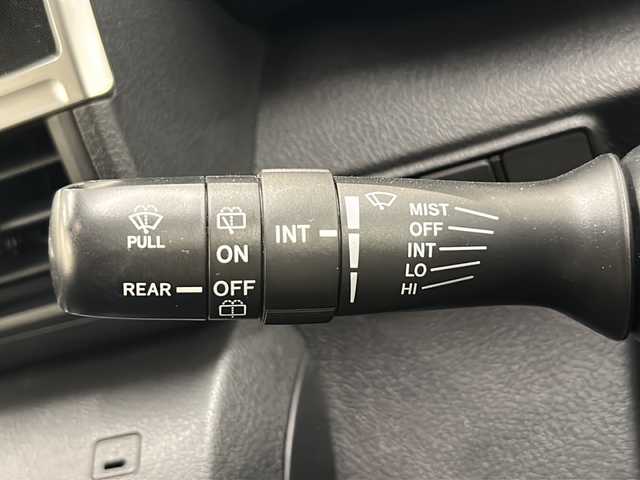 PULL
REAR
ON
OFF
INT
MIST
OFF
INT
LO
HI